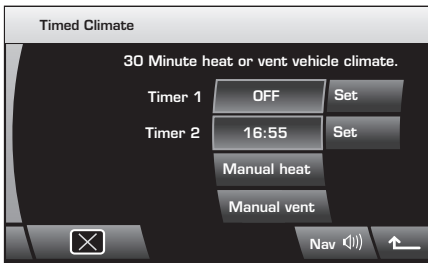 Timed Climate
30 Minute heat or vent vehicle climate.
Timer 1 OFF Set
Timer 2 16:55 Set
Manual heat
Manual vent
Nav